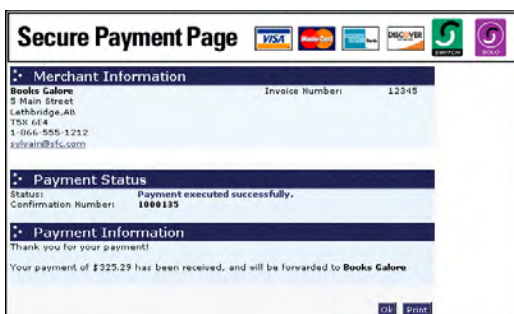 Secure Payment Page VISA MasterCard DISCOVER SWITCH SOLO
Merchant Information
Books Galore Invoice Number: 12345
5 Main Street
Lethbridge,AB
T5X 6E4
1-866-555-1212
sylvain@sfc.com
Payment Status
Status: Payment executed successfully.
Confirmation Number: 1000135
Payment Information
Thank you for your payment!
Your payment of $325.29 has been received, and will be forwarded to Books Galore
Ok Print